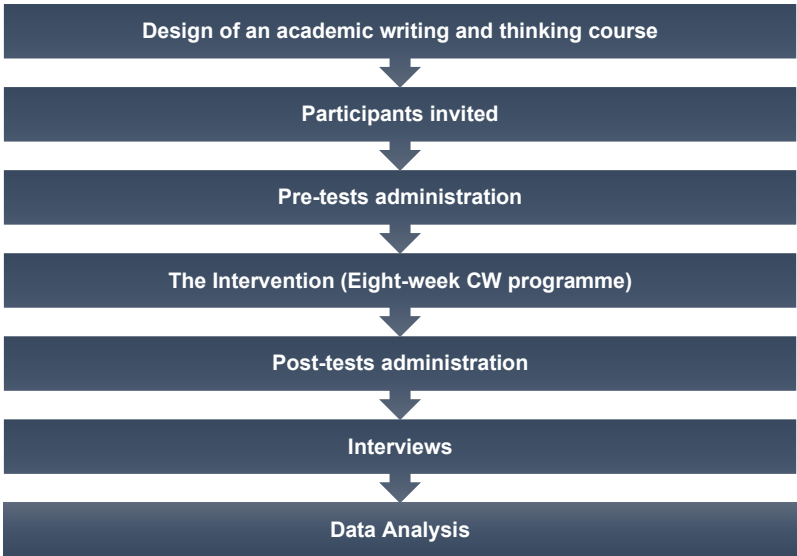 Design of an academic writing and thinking course
Participants invited
Pre-tests administration
The Intervention (Eight-week CW programme)
Post-tests administration
Interviews
Data Analysis